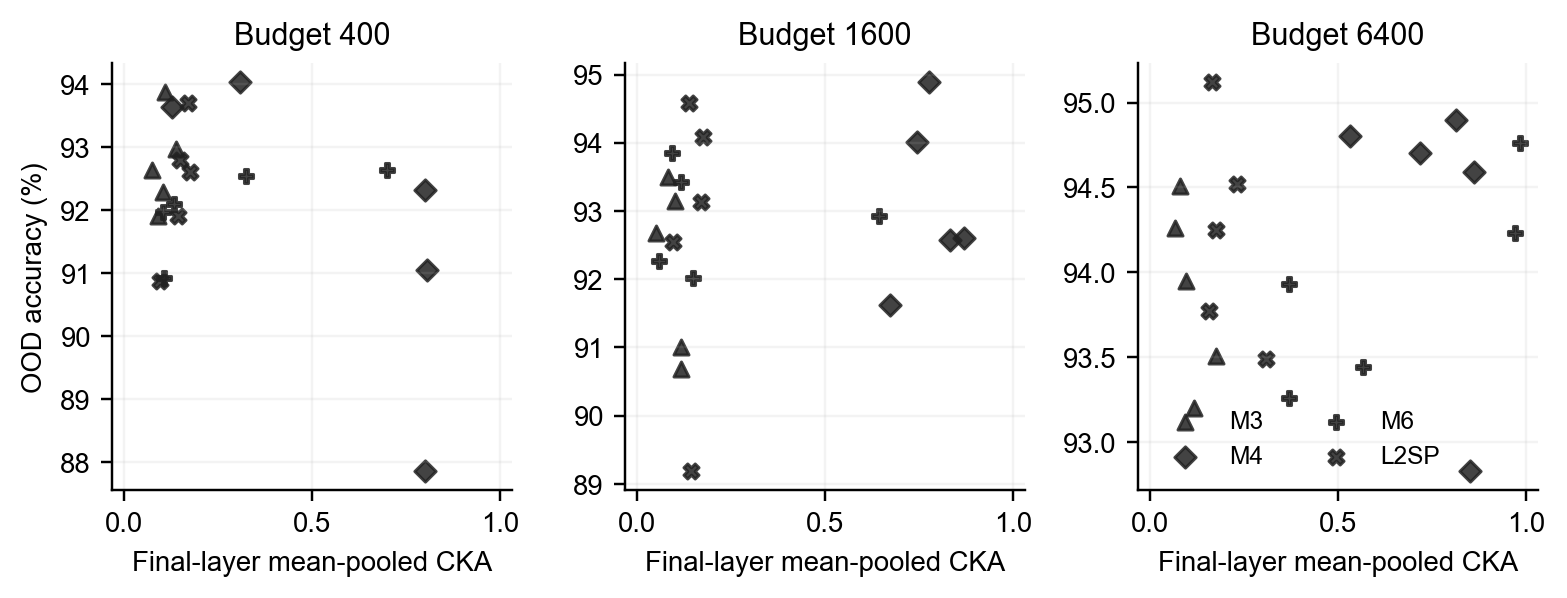 Budget 400
Budget 1600
Budget 6400
OOD accuracy (%)
94
93
92
91
90
89
88
0.0 0.5 1.0
Final-layer mean-pooled CKA
95
94
93
92
91
90
89
0.0 0.5 1.0
Final-layer mean-pooled CKA
95.0
94.5
94.0
93.5
93.0
M3 M6
M4 L2SP
0.0 0.5 1.0
Final-layer mean-pooled CKA